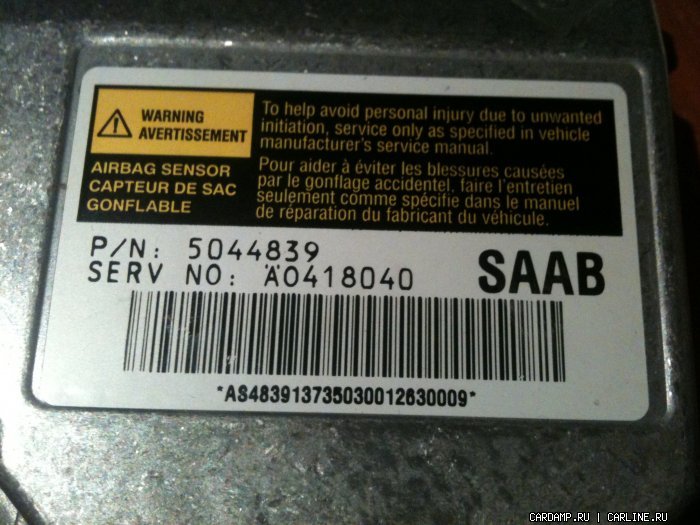 WARNING
AVERTISSEMENT
AIRBAG SENSOR
CAPTEUR DE SAC
GONFLABLE
To help avoid personal injury due to unwanted
initiation, service only as specified in vehicle
manufacturer's service manual.
Pour aider à éviter les blessures causées
par le gonflage accidentel, faire l'entretien
seulement comme spécifié dans le manuel
de réparation du fabricant du véhicule.
P/N: 5044839
SERV NO: A0418040
SAAB
*AS483913735030012630009*
CARDAMP.RU | CARLINE.RU